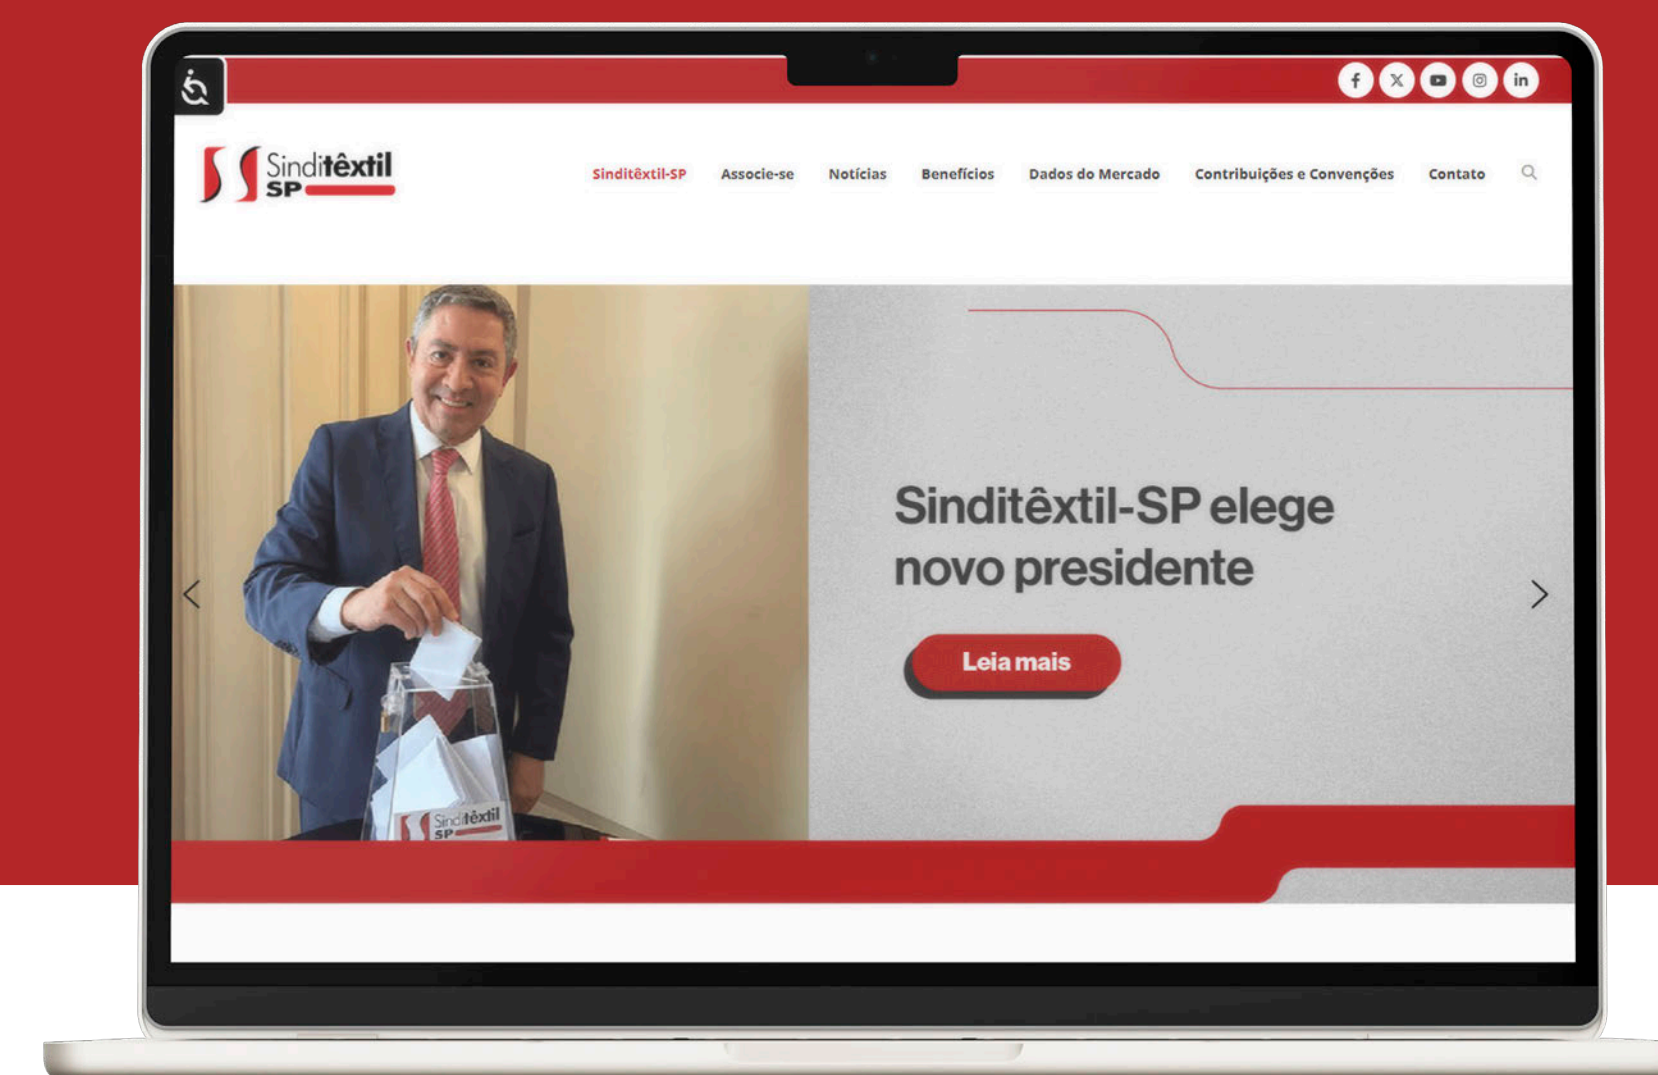 Sinditêxtil
SP
Sinditêxtil-SP Associe-se Notícias Benefícios Dados do Mercado Contribuições e Convenções Contato
Sinditêxtil-SP elege
novo presidente
Leia mais
Sinditêxtil
SP